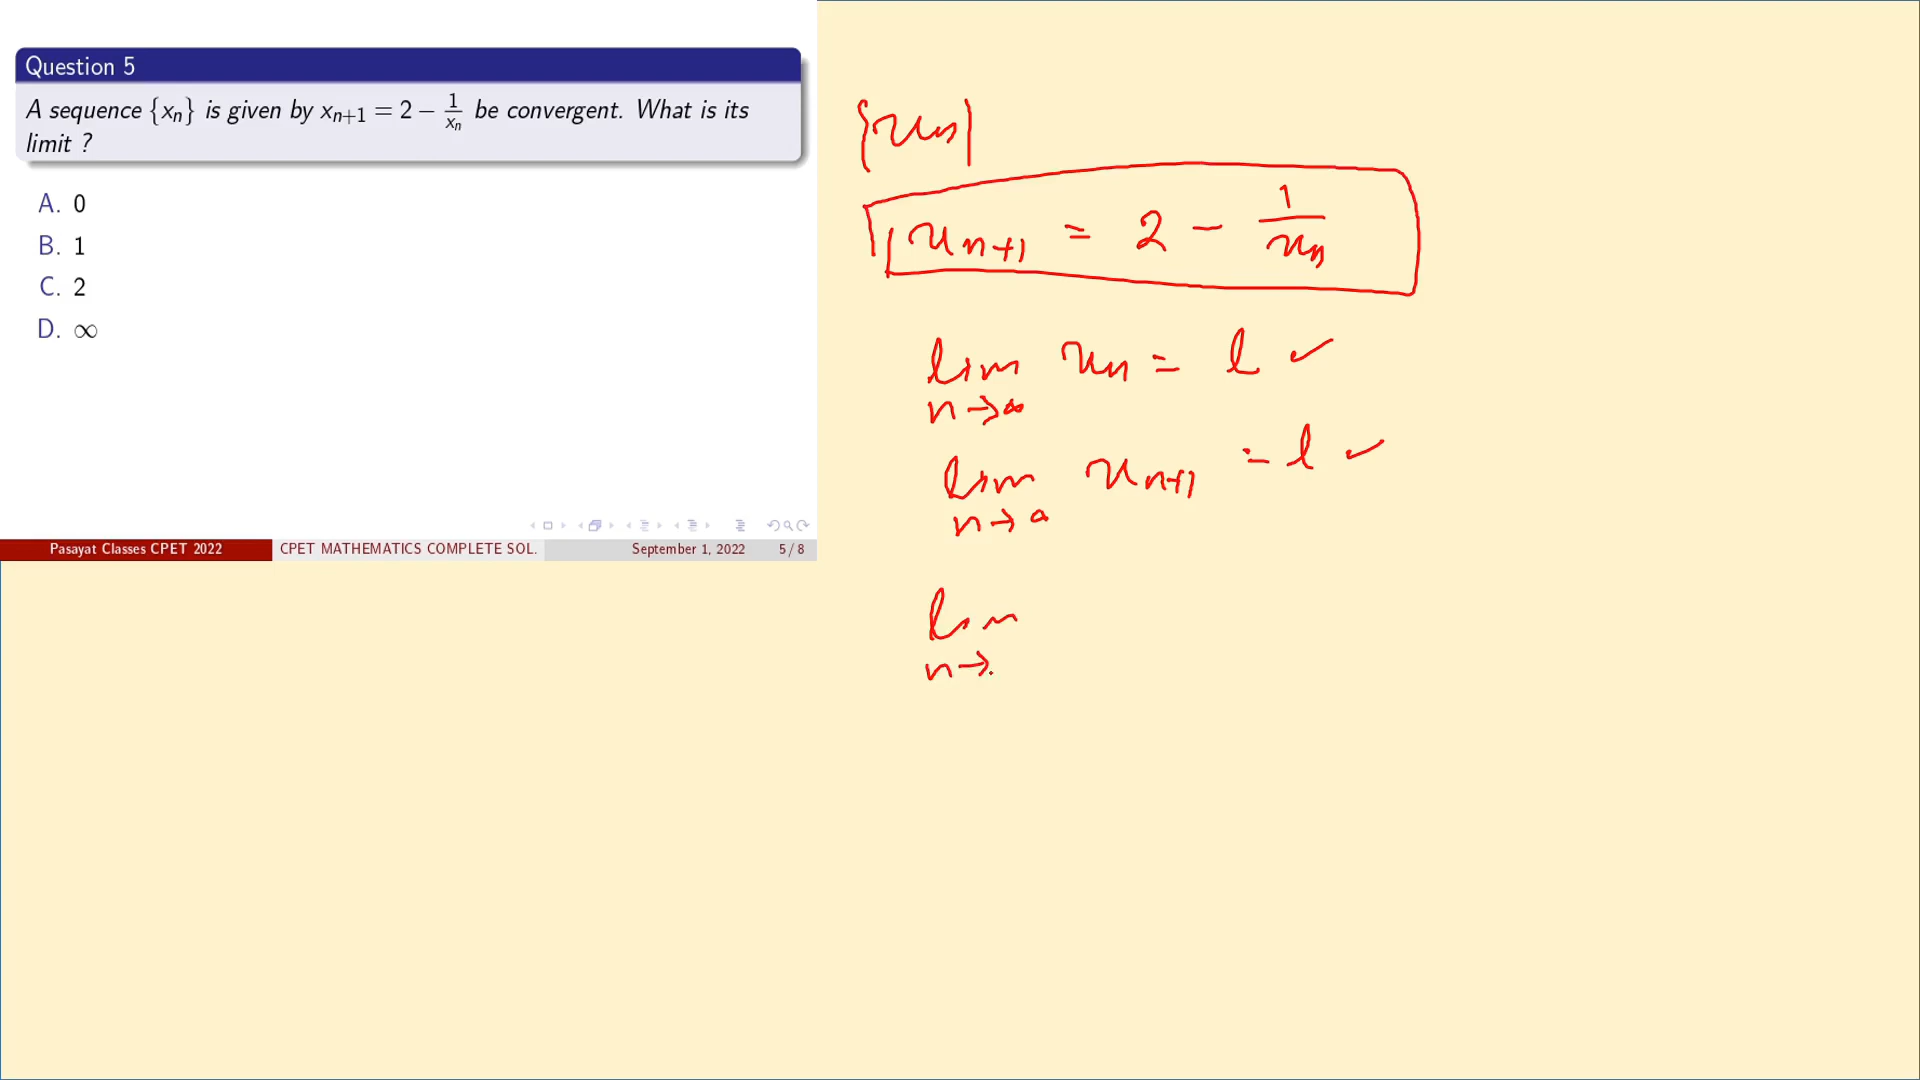 Question 5
A sequence {xₙ} is given by xₙ₊₁ = 2 − 1/xₙ be convergent. What is its
limit ?
A. 0
B. 1
C. 2
D. ∞
Pasayat Classes CPET 2022 CPET MATHEMATICS COMPLETE SOL. September 1, 2022 5 / 8
{xₙ}
xₙ₊₁ = 2 − 1/xₙ
lim xₙ = l ✓
n→∞
lim xₙ₊₁ = l ✓
n→∞
lim
n→.